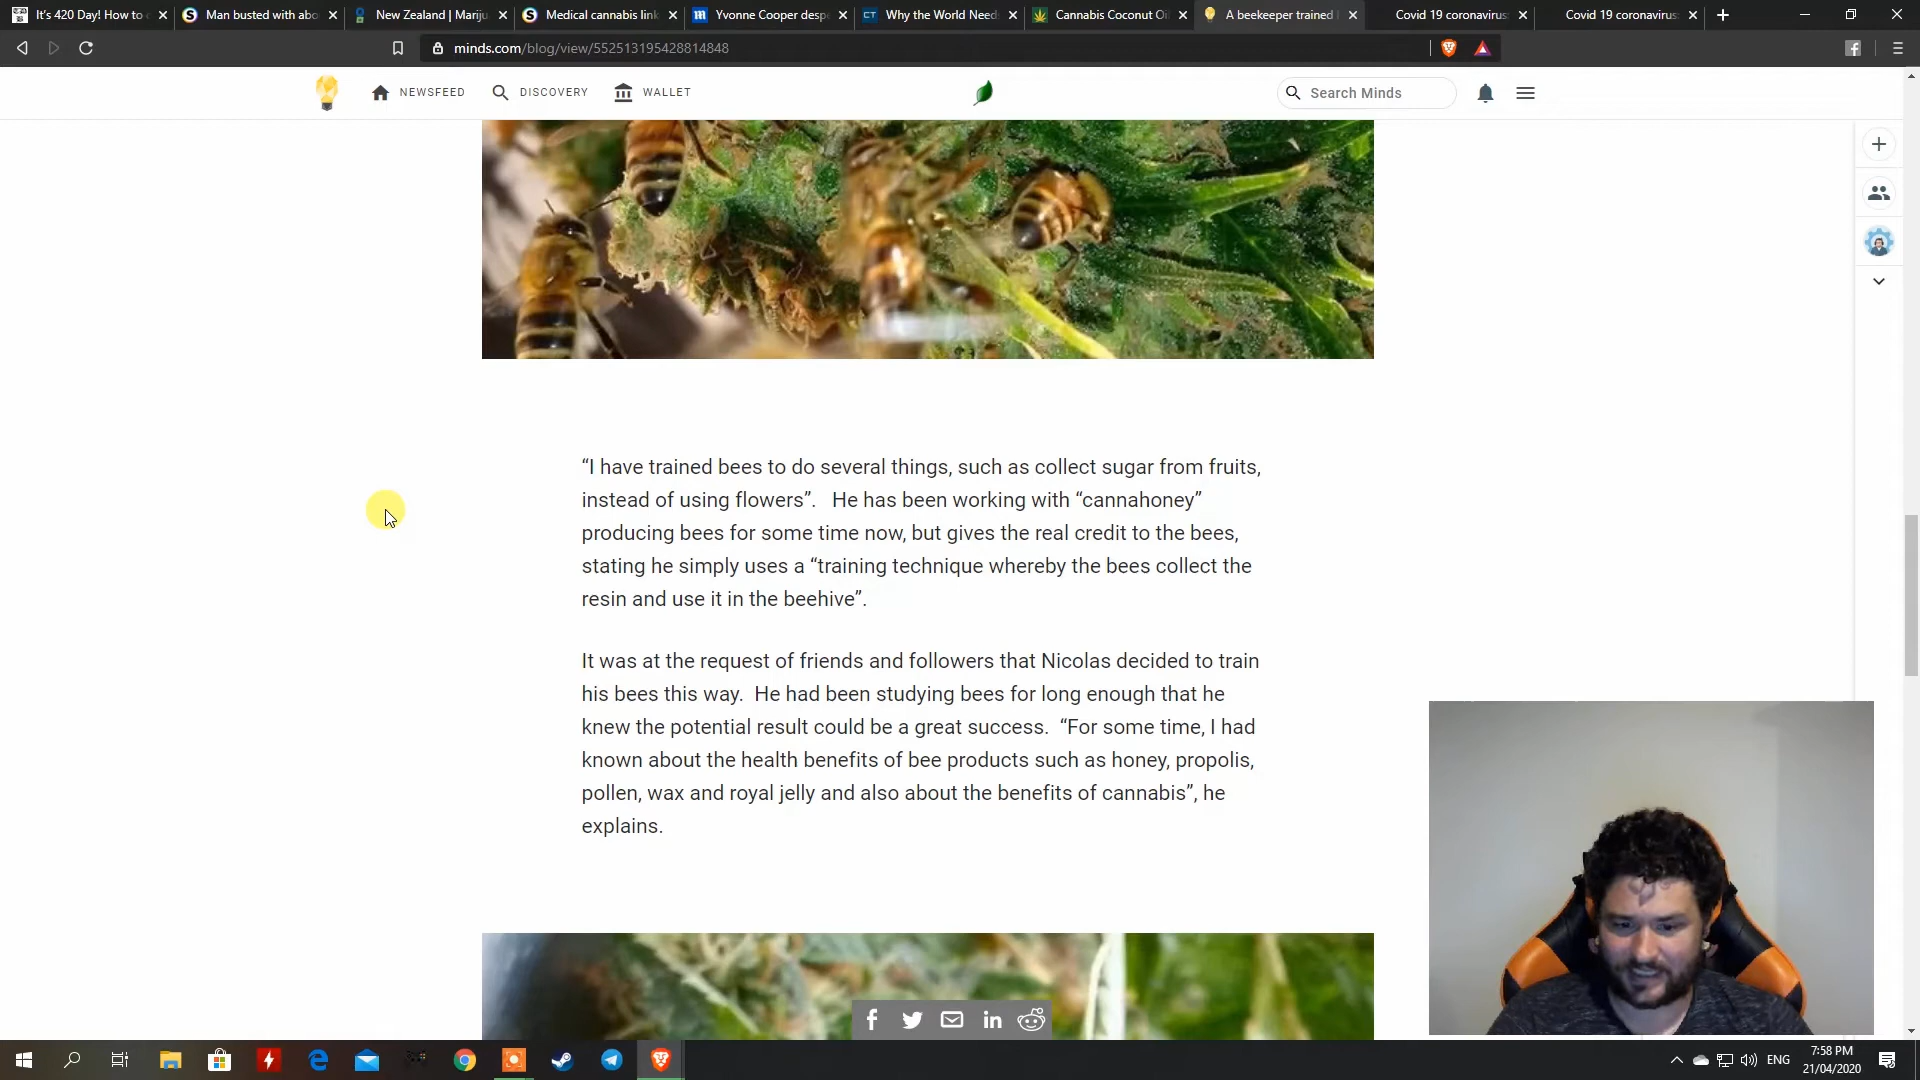 It's 420 Day! How to
Man busted with abo
New Zealand | Mariju
Medical cannabis link
Yvonne Cooper desp
CT Why the World Need
Cannabis Coconut Oi
A beekeeper trained
Covid 19 coronavirus
Covid 19 coronavirus
minds.com/blog/view/552513195428814848
NEWSFEED DISCOVERY WALLET
Search Minds
“I have trained bees to do several things, such as collect sugar from fruits,
instead of using flowers”. He has been working with “cannahoney”
producing bees for some time now, but gives the real credit to the bees,
stating he simply uses a “training technique whereby the bees collect the
resin and use it in the beehive”.
It was at the request of friends and followers that Nicolas decided to train
his bees this way. He had been studying bees for long enough that he
knew the potential result could be a great success. “For some time, I had
known about the health benefits of bee products such as honey, propolis,
pollen, wax and royal jelly and also about the benefits of cannabis”, he
explains.
ENG
7:58 PM
21/04/2020